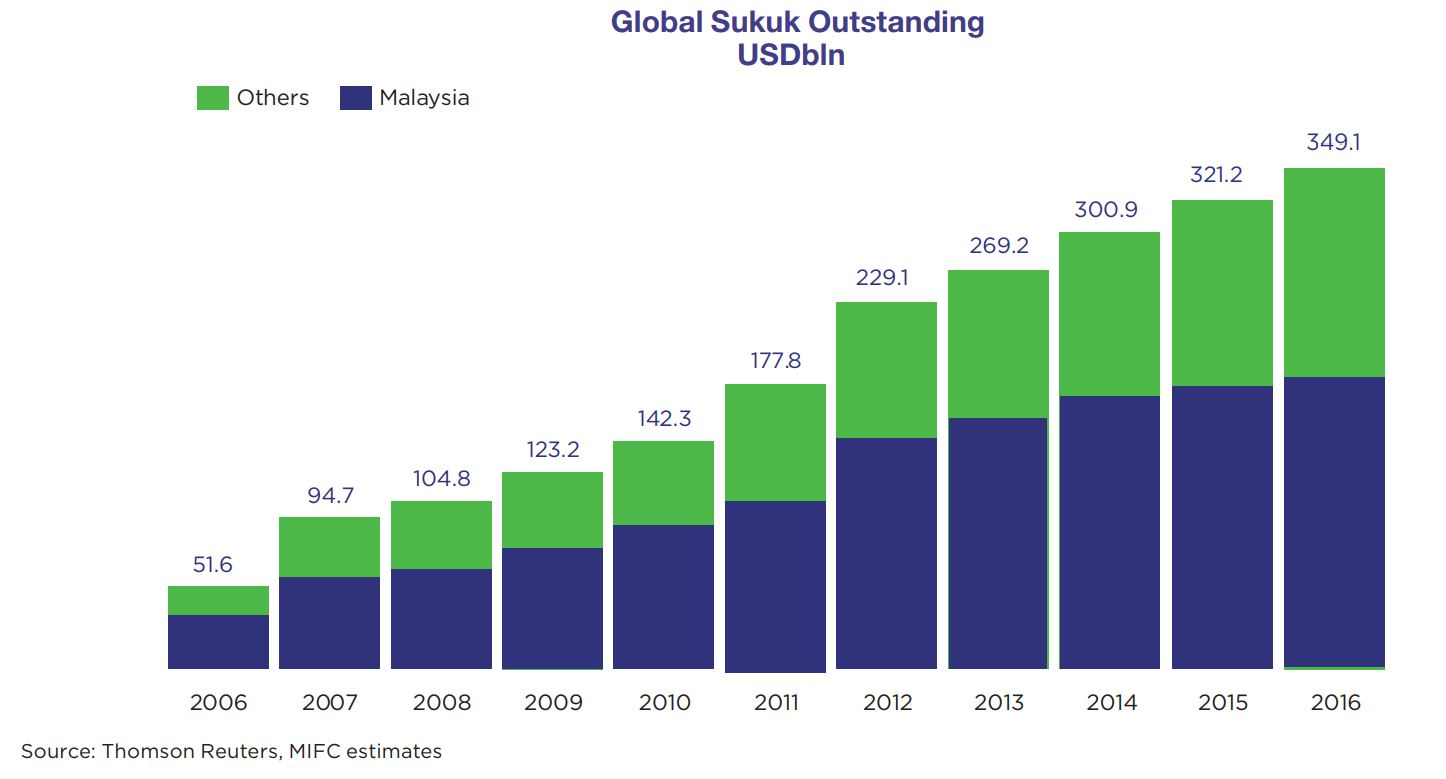 Global Sukuk Outstanding
USDbln
Others
Malaysia
51.6
94.7
104.8
123.2
142.3
177.8
229.1
269.2
300.9
321.2
349.1
2006 2007 2008 2009 2010 2011 2012 2013 2014 2015 2016
Source: Thomson Reuters, MIFC estimates